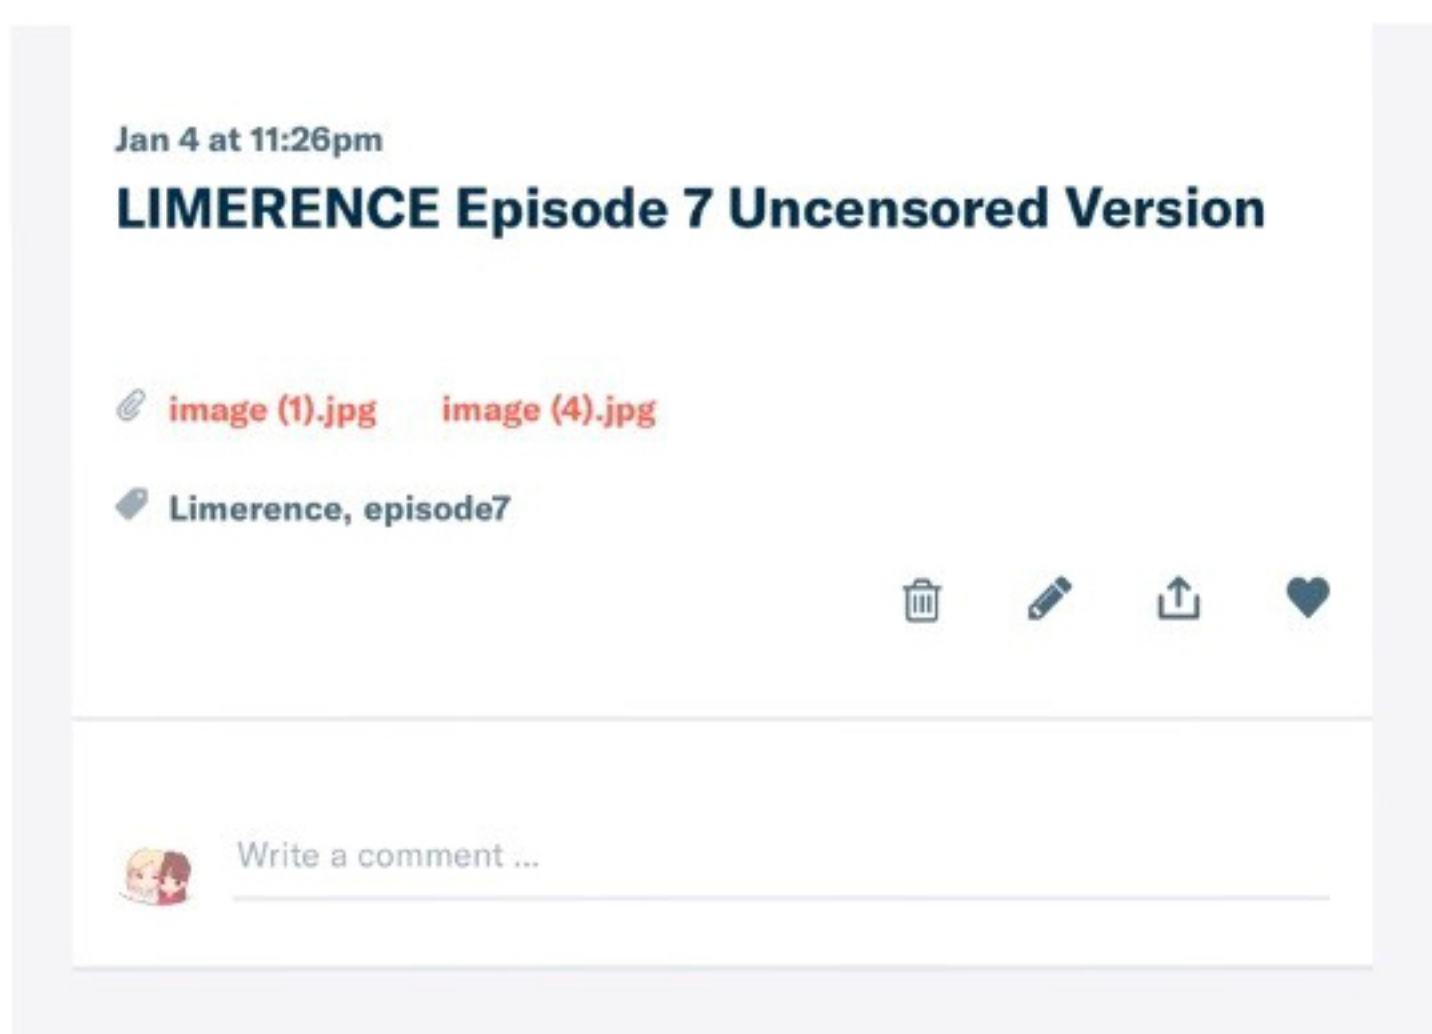 Jan 4 at 11:26pm
LIMERENCE Episode 7 Uncensored Version
image (1).jpg image (4).jpg
Limerence, episode7
Write a comment ...